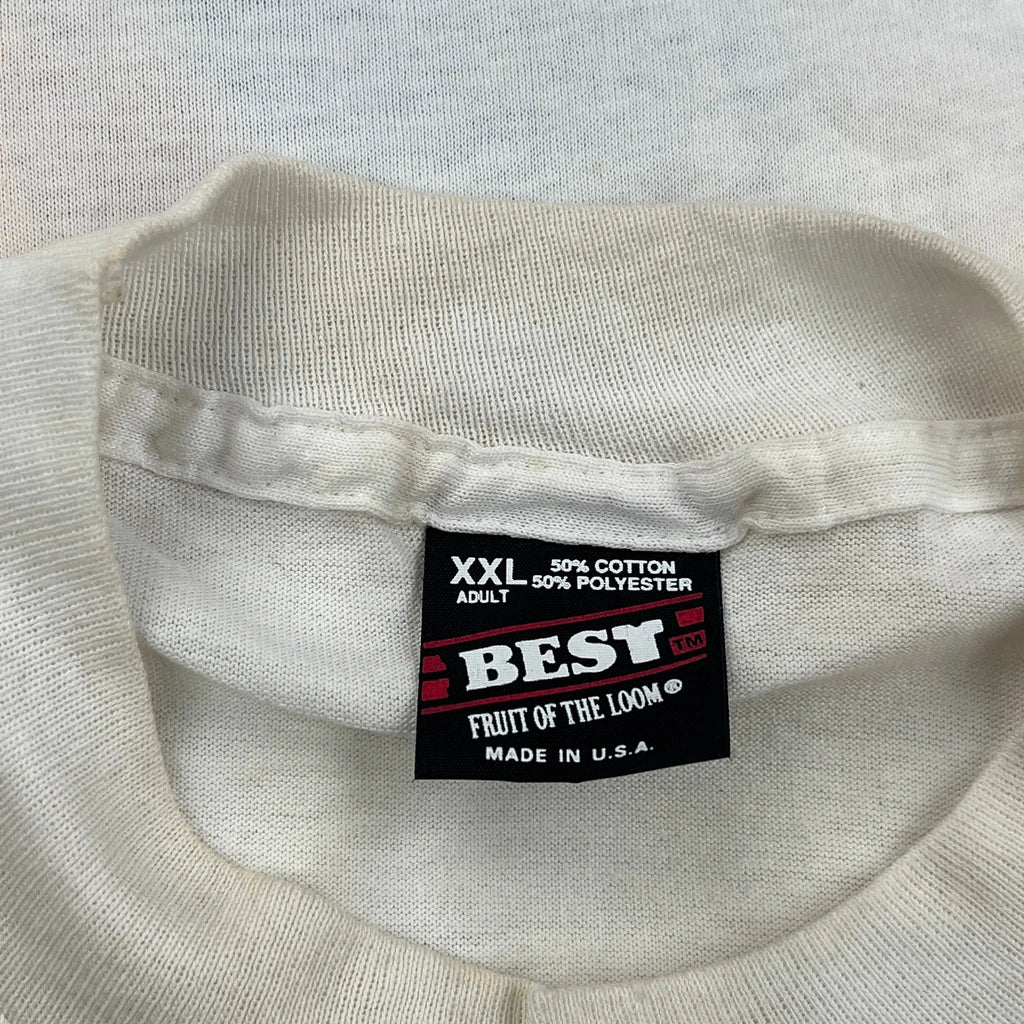 XXL 50% COTTON
ADULT 50% POLYESTER
BEST TM
FRUIT OF THE LOOM®
MADE IN U.S.A.